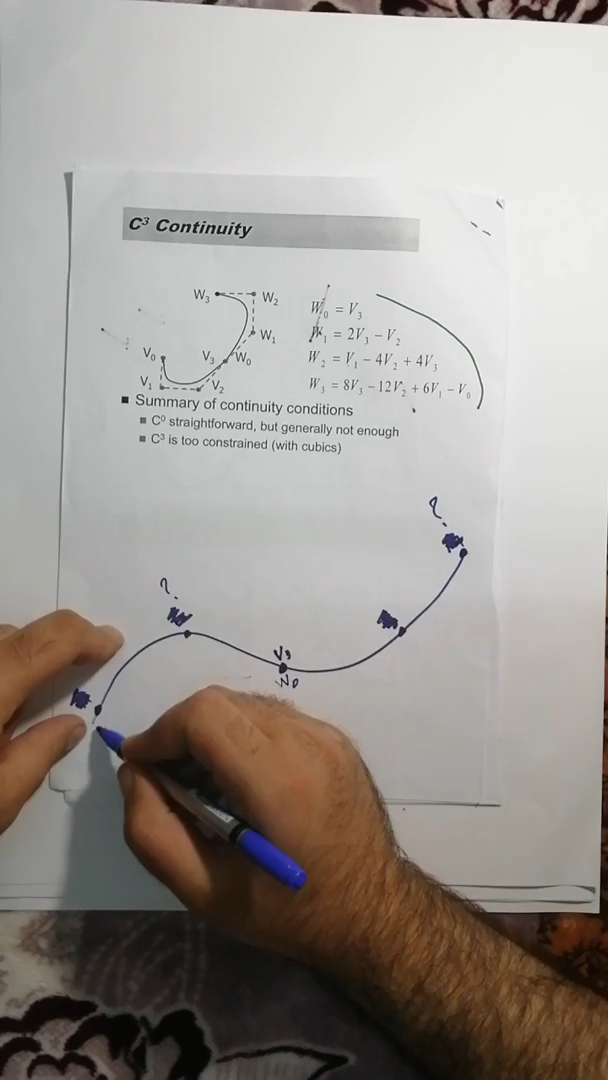 C³ Continuity
W₃ W₂
W₁
V₀ V₃ W₀
V₁ V₂
W₀ = V₃
W₁ = 2V₃ − V₂
W₂ = V₁ − 4V₂ + 4V₃
W₃ = 8V₃ − 12V₂ + 6V₁ − V₀
■ Summary of continuity conditions
■ C⁰ straightforward, but generally not enough
■ C³ is too constrained (with cubics)
?
?
V₃
W₀